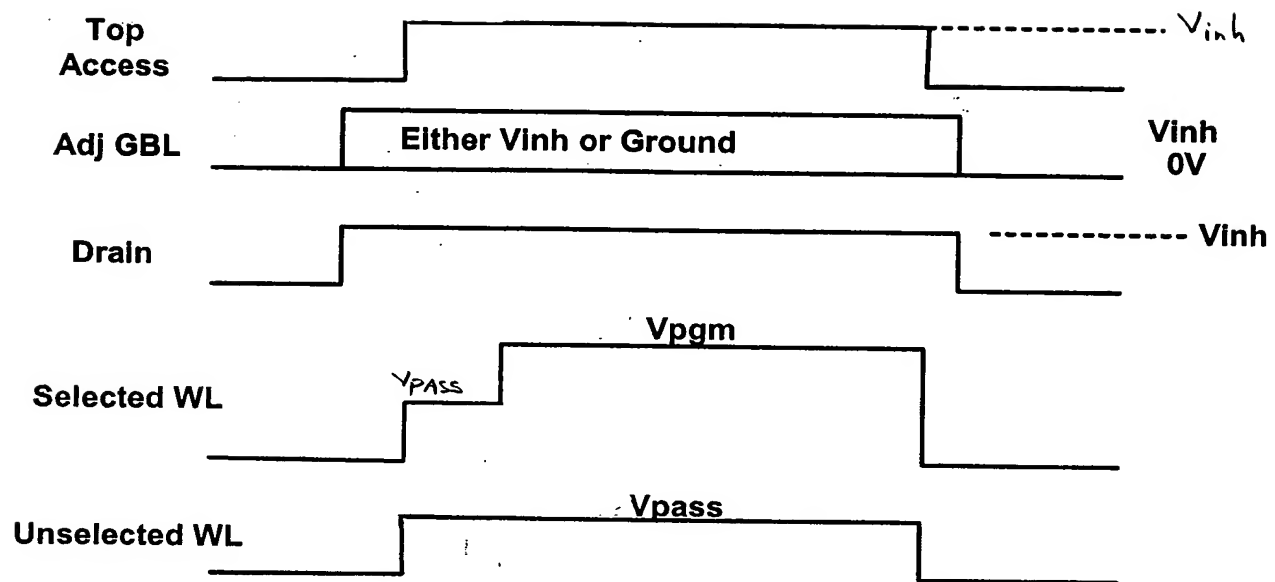 Top
Access
Vinh
Adj GBL
Either Vinh or Ground
Vinh
0V
Drain
Vinh
Vpgm
VPASS
Selected WL
Vpass
Unselected WL